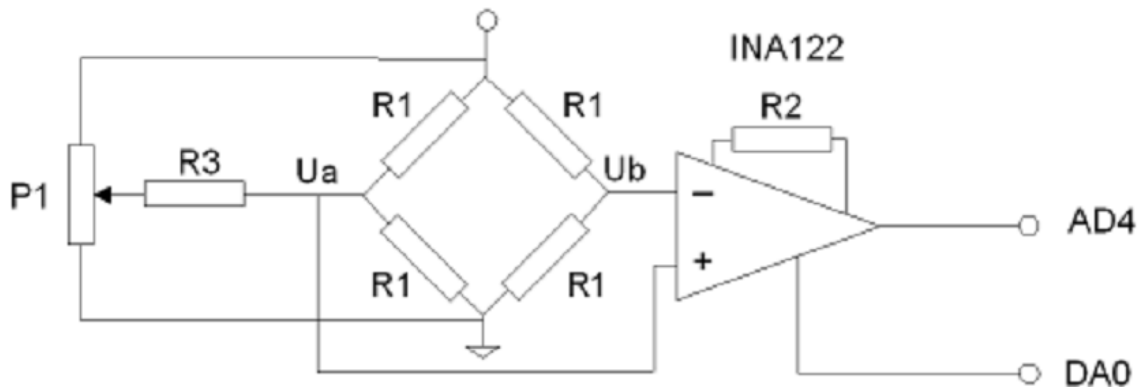 INA122
R1
R1
R2
R3
Ua
Ub
P1
−
AD4
+
R1
R1
DA0